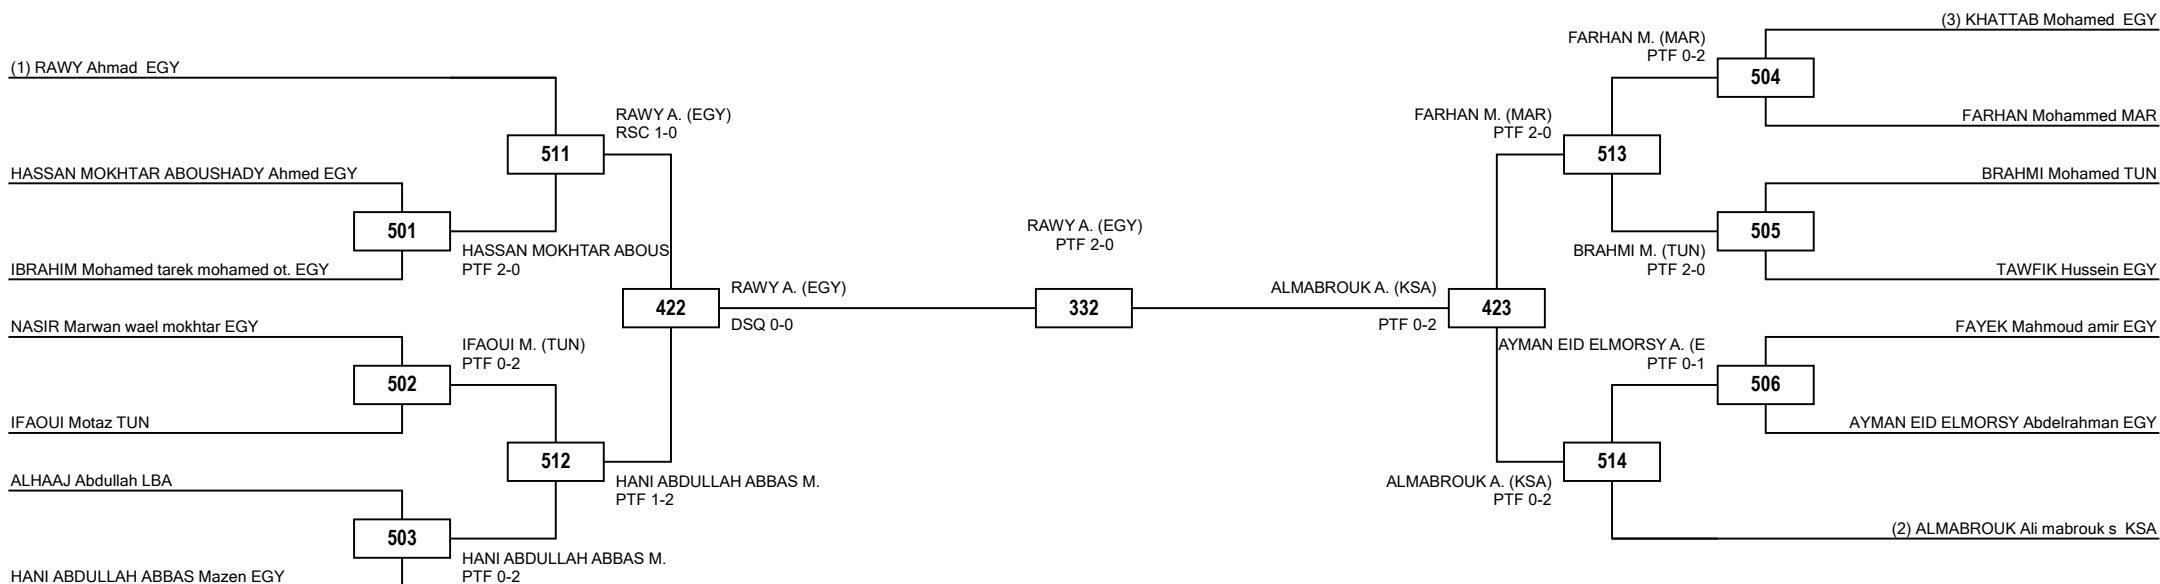 (3) KHATTAB Mohamed  EGY
FARHAN M. (MAR)
PTF 0-2
(1) RAWY Ahmad  EGY
504
RAWY A. (EGY)
RSC 1-0
FARHAN M. (MAR)
PTF 2-0
FARHAN Mohammed MAR
511
513
HASSAN MOKHTAR ABOUSHADY Ahmed EGY
BRAHMI Mohamed TUN
501
RAWY A. (EGY)
PTF 2-0
505
HASSAN MOKHTAR ABOUS
PTF 2-0
BRAHMI M. (TUN)
PTF 2-0
IBRAHIM Mohamed tarek mohamed ot. EGY
TAWFIK Hussein EGY
RAWY A. (EGY)
ALMABROUK A. (KSA)
422
332
423
DSQ 0-0
PTF 0-2
NASIR Marwan wael mokhtar EGY
FAYEK Mahmoud amir EGY
IFAOUI M. (TUN)
PTF 0-2
AYMAN EID ELMORSY A. (E
PTF 0-1
502
506
IFAOUI Motaz TUN
AYMAN EID ELMORSY Abdelrahman EGY
512
514
ALHAAJ Abdullah LBA
HANI ABDULLAH ABBAS M.
PTF 1-2
ALMABROUK A. (KSA)
PTF 0-2
503
(2) ALMABROUK Ali mabrouk s  KSA
HANI ABDULLAH ABBAS M.
PTF 0-2
HANI ABDULLAH ABBAS Mazen EGY